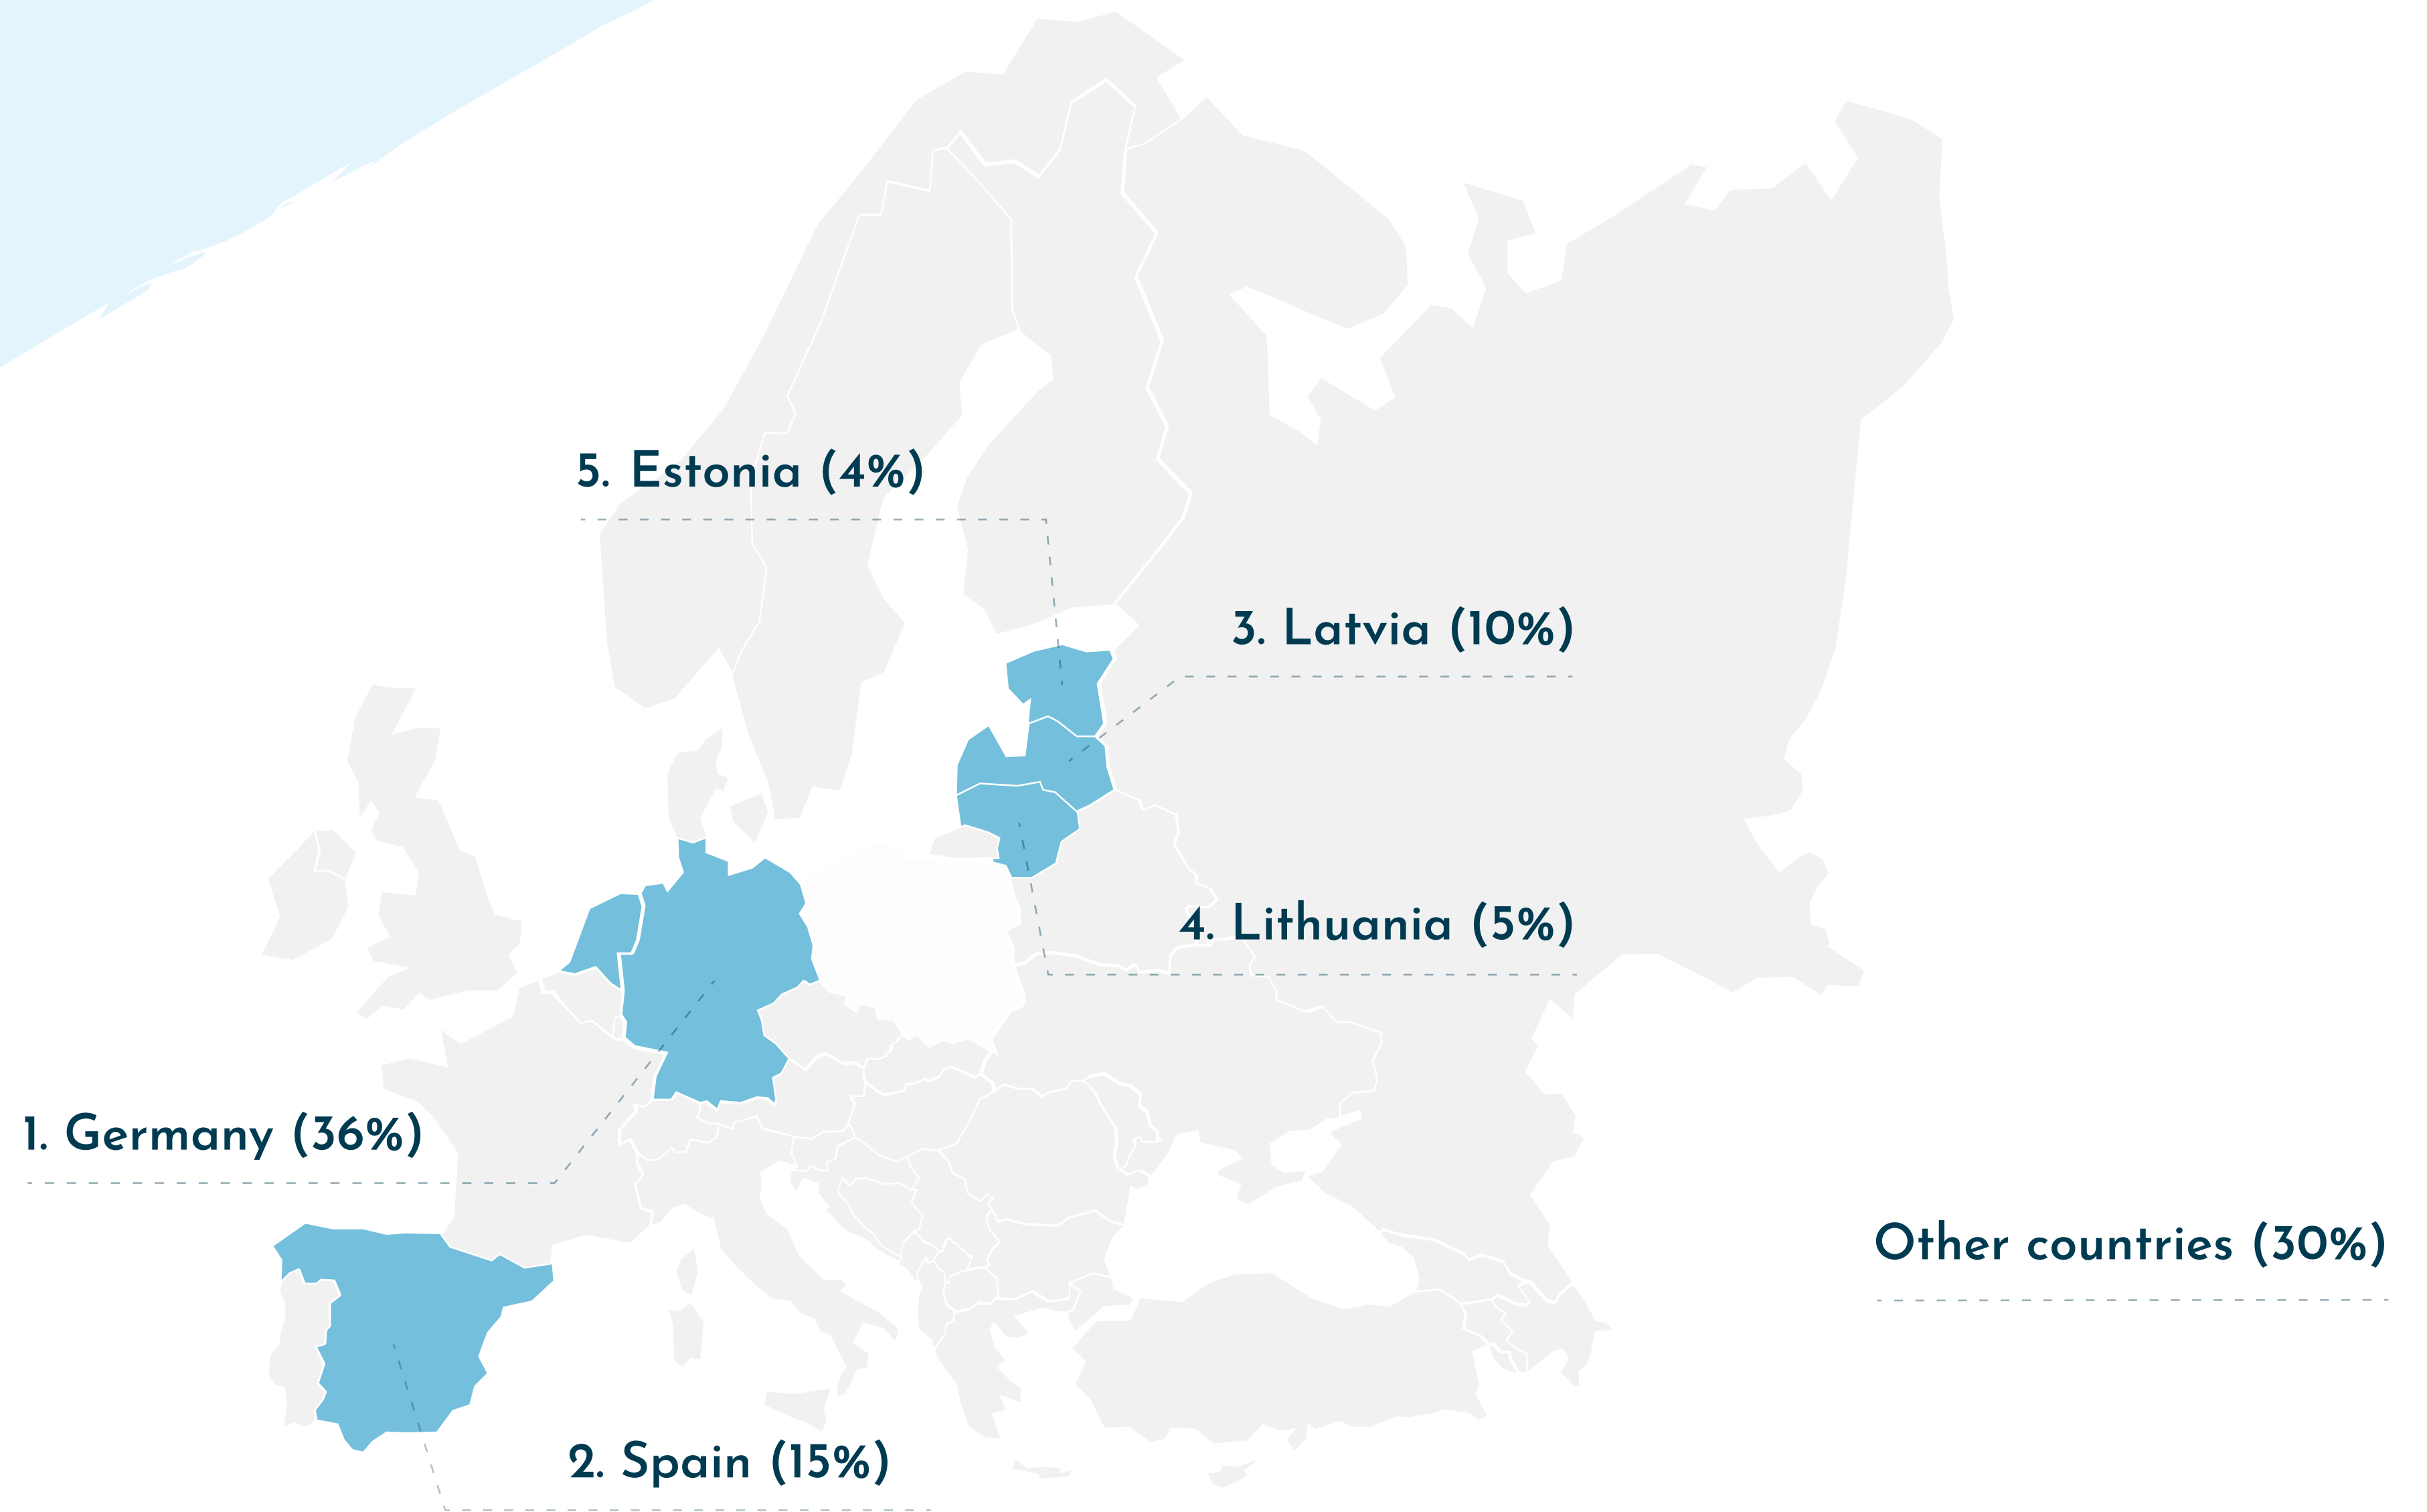 5. Estonia (4%)
3. Latvia (10%)
4. Lithuania (5%)
1. Germany (36%)
Other countries (30%)
2. Spain (15%)